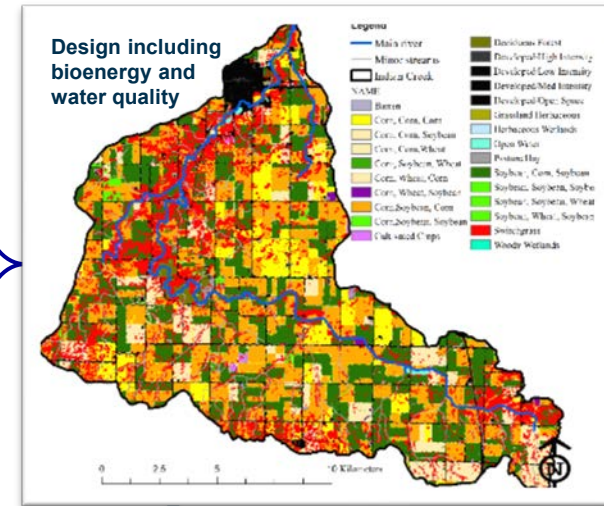 Design including
bioenergy and
water quality
Legend
Main river
Minor streams
Indian Creek
NAME
Barren
Corn, Corn, Corn
Corn, Corn, Soybean
Corn, Corn, Wheat
Corn, Soybean, Wheat
Corn, Wheat, Corn
Corn, Wheat, Soybean
Corn, Soybean, Corn
Corn, Soybean, Soybean
Cultivated Crops
Deciduous Forest
Developed/High Intensity
Developed/Low Intensity
Developed/Med Intensity
Developed/Open Space
Grassland Herbaceous
Herbaceous Wetlands
Open Water
Pasture/Hay
Soybean, Corn, Soybean
Soybean, Soybean, Soybe
Soybean, Soybean, Wheat
Soybean, Wheat, Soybean
Switchgrass
Woody Wetlands
0 2.5 5 10 Kilometers
N